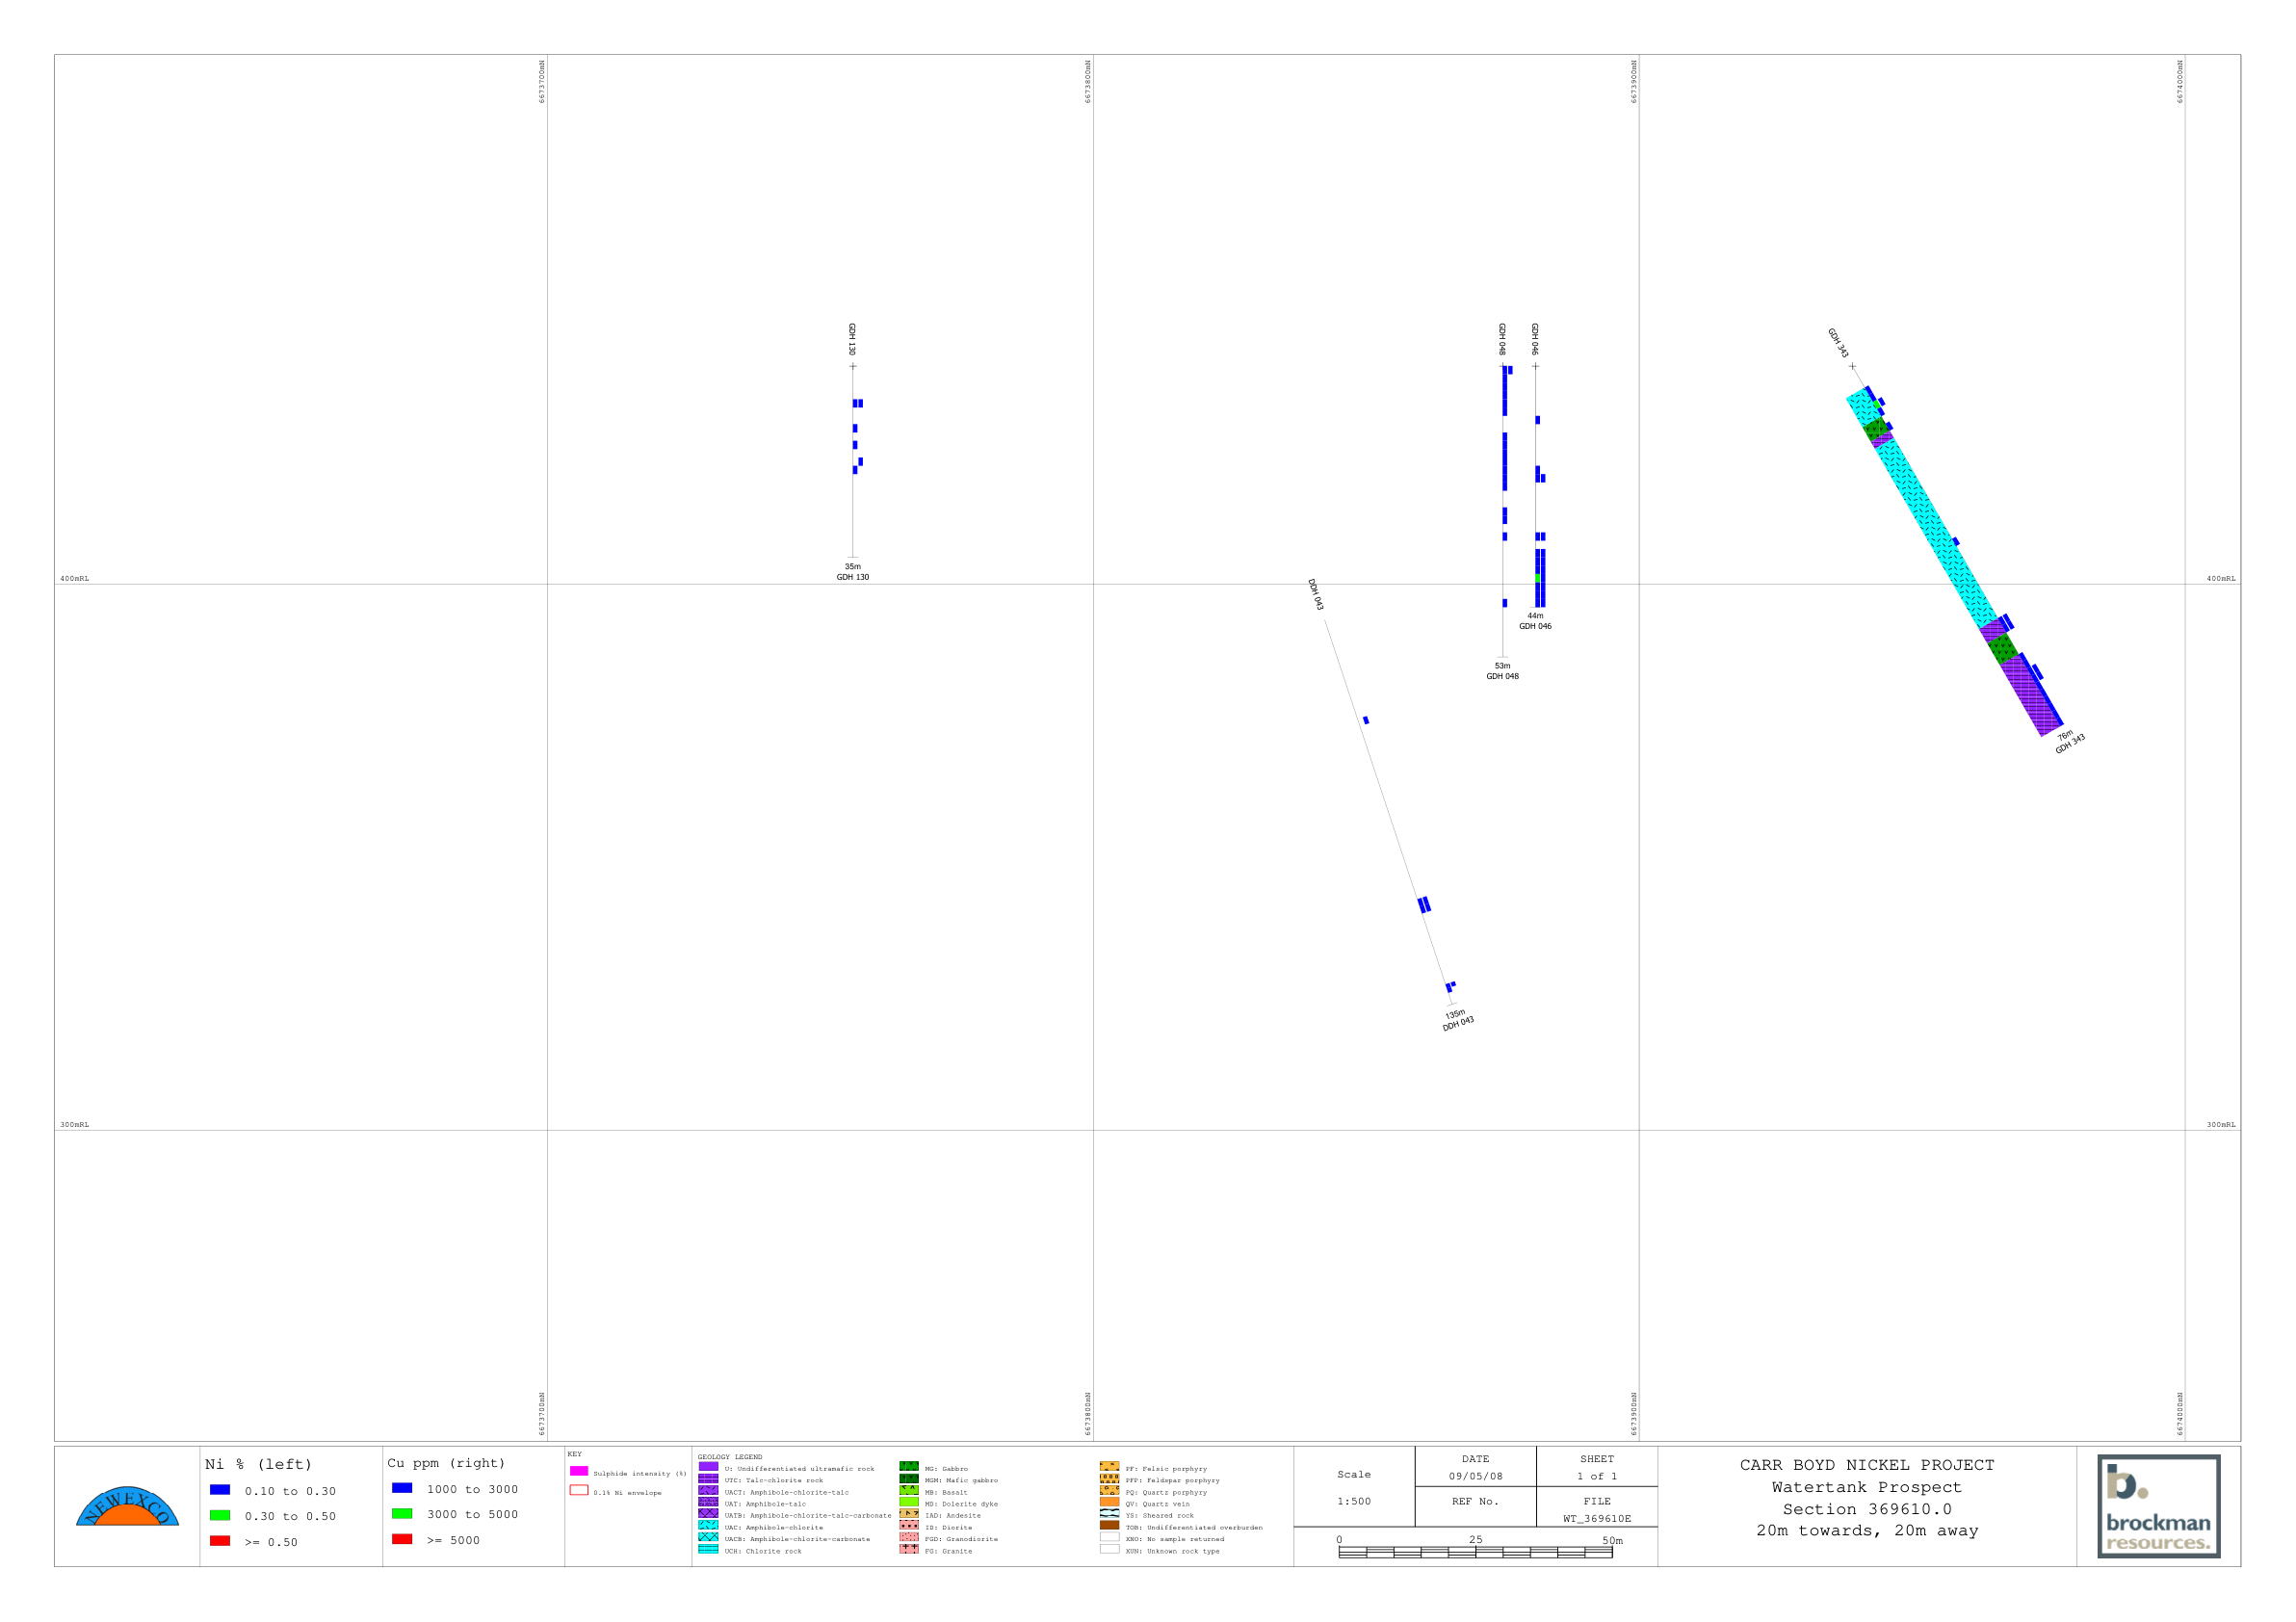 6673700mN
6673800mN
6673900mN
6674000mN
GDH 130
GDH 048
GDH 046
GDH 343
35m
GDH 130
400mRL
400mRL
DDH 043
44m
GDH 046
53m
GDH 048
76m
GDH 343
135m
DDH 043
300mRL
300mRL
6673700mN
6673800mN
6673900mN
6674000mN
NEWEXCO
Ni % (left)
0.10 to 0.30
0.30 to 0.50
>= 0.50
Cu ppm (right)
1000 to 3000
3000 to 5000
>= 5000
KEY
Sulphide intensity (%)
0.1% Ni envelope
GEOLOGY LEGEND
U: Undifferentiated ultramafic rock
UTC: Talc-chlorite rock
UACT: Amphibole-chlorite-talc
UAT: Amphibole-talc
UATB: Amphibole-chlorite-talc-carbonate
UAC: Amphibole-chlorite
UACB: Amphibole-chlorite-carbonate
UCH: Chlorite rock
MG: Gabbro
MGM: Mafic gabbro
MB: Basalt
MD: Dolerite dyke
IAD: Andesite
ID: Diorite
FGD: Granodiorite
FG: Granite
PF: Felsic porphyry
PFP: Feldspar porphyry
PQ: Quartz porphyry
QV: Quartz vein
YS: Sheared rock
TOB: Undifferentiated overburden
XNO: No sample returned
XUN: Unknown rock type
Scale
1:500
DATE
09/05/08
SHEET
1 of 1
REF No.
FILE
WT_369610E
0 25 50m
CARR BOYD NICKEL PROJECT
Watertank Prospect
Section 369610.0
20m towards, 20m away
b.
brockman
resources.